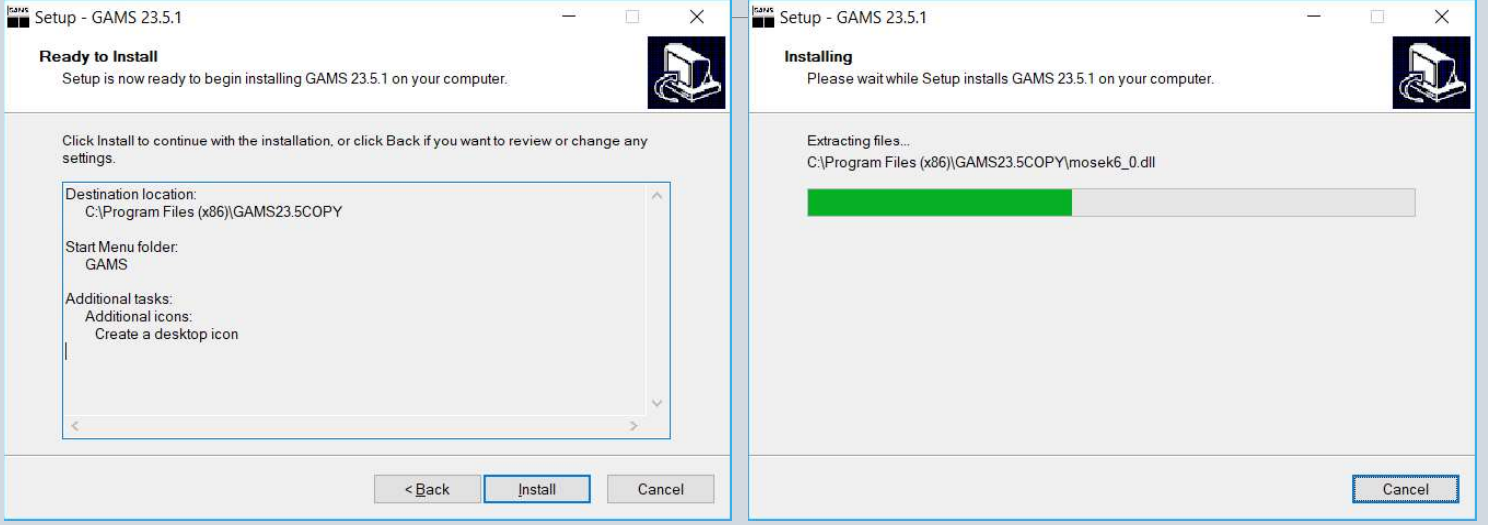 GAMS
Setup - GAMS 23.5.1
Ready to Install
Setup is now ready to begin installing GAMS 23.5.1 on your computer.
Click Install to continue with the installation, or click Back if you want to review or change any
settings.
Destination location:
C:\Program Files (x86)\GAMS23.5COPY
Start Menu folder:
GAMS
Additional tasks:
Additional icons:
Create a desktop icon
< Back
Install
Cancel
GAMS
Setup - GAMS 23.5.1
Installing
Please wait while Setup installs GAMS 23.5.1 on your computer.
Extracting files...
C:\Program Files (x86)\GAMS23.5COPY\mosek6_0.dll
Cancel